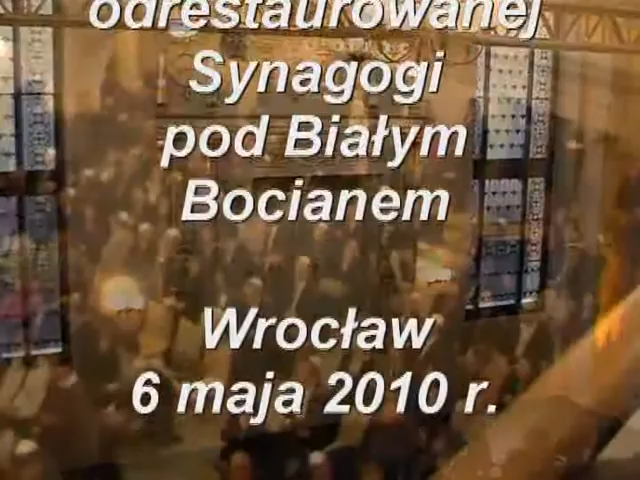 odrestaurowanej
Synagogi
pod Białym
Bocianem
Wrocław
6 maja 2010 r.